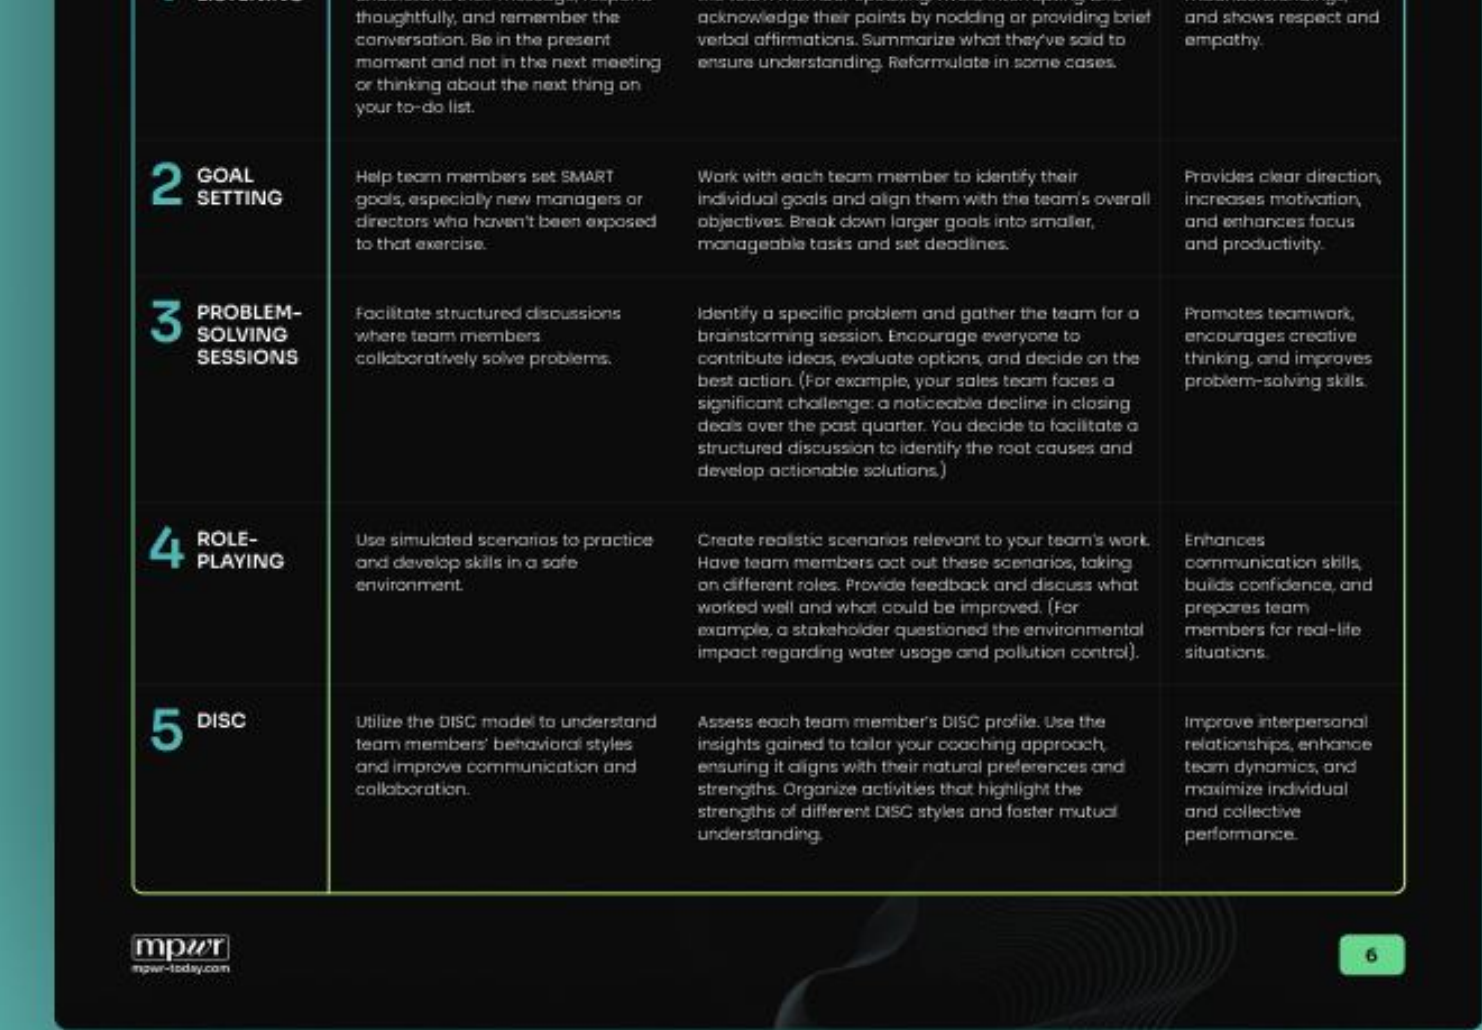 thoughtfully, and remember the
conversation. Be in the present
moment and not in the next meeting
or thinking about the next thing on
your to-do list.
acknowledge their points by nodding or providing brief
verbal affirmations. Summarize what they've said to
ensure understanding. Reformulate in some cases.
and shows respect and
empathy.
2
GOAL
SETTING
Help team members set SMART
goals, especially new managers or
directors who haven't been exposed
to that exercise.
Work with each team member to identify their
individual goals and align them with the team's overall
objectives. Break down larger goals into smaller,
manageable tasks and set deadlines.
Provides clear direction,
increases motivation,
and enhances focus
and productivity.
3
PROBLEM-
SOLVING
SESSIONS
Facilitate structured discussions
where team members
collaboratively solve problems.
Identify a specific problem and gather the team for a
brainstorming session. Encourage everyone to
contribute ideas, evaluate options, and decide on the
best action. (For example, your sales team faces a
significant challenge: a noticeable decline in closing
deals over the past quarter. You decide to facilitate a
structured discussion to identify the root causes and
develop actionable solutions.)
Promotes teamwork,
encourages creative
thinking, and improves
problem-solving skills.
4
ROLE-
PLAYING
Use simulated scenarios to practice
and develop skills in a safe
environment.
Create realistic scenarios relevant to your team's work.
Have team members act out these scenarios, taking
on different roles. Provide feedback and discuss what
worked well and what could be improved. (For
example, a stakeholder questioned the environmental
impact regarding water usage and pollution control).
Enhances
communication skills,
builds confidence, and
prepares team
members for real-life
situations.
5
DISC
Utilize the DISC model to understand
team members' behavioral styles
and improve communication and
collaboration.
Assess each team member's DISC profile. Use the
insights gained to tailor your coaching approach,
ensuring it aligns with their natural preferences and
strengths. Organize activities that highlight the
strengths of different DISC styles and foster mutual
understanding.
Improve interpersonal
relationships, enhance
team dynamics, and
maximize individual
and collective
performance.
mpwr
mpwr-today.com
6